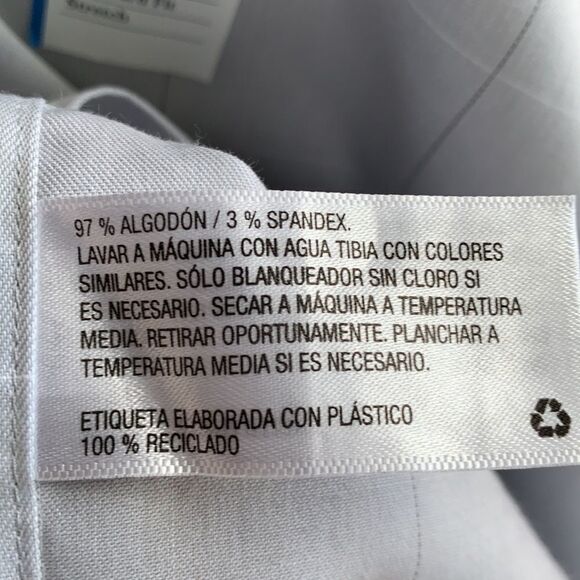 Stretch
97 % ALGODÓN / 3 % SPANDEX.
LAVAR A MÁQUINA CON AGUA TIBIA CON COLORES
SIMILARES. SÓLO BLANQUEADOR SIN CLORO SI
ES NECESARIO. SECAR A MÁQUINA A TEMPERATURA
MEDIA. RETIRAR OPORTUNAMENTE. PLANCHAR A
TEMPERATURA MEDIA SI ES NECESARIO.
ETIQUETA ELABORADA CON PLÁSTICO
100 % RECICLADO